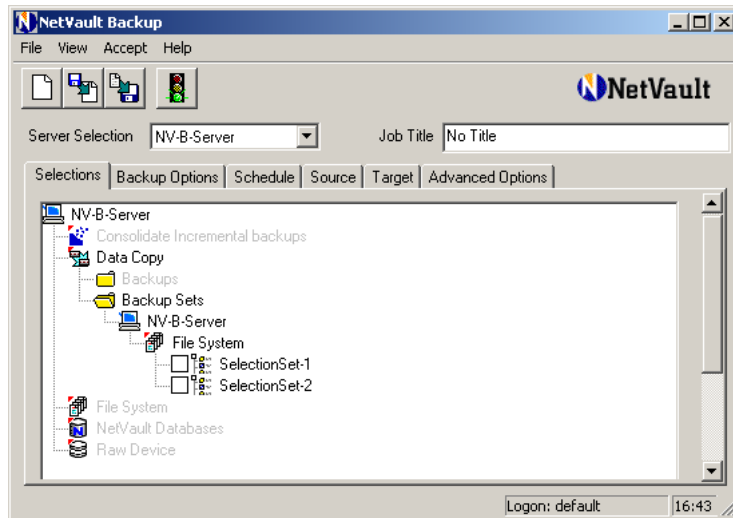 NetVault Backup
File View Accept Help
NetVault
Server Selection NV-B-Server Job Title No Title
Selections Backup Options Schedule Source Target Advanced Options
NV-B-Server
Consolidate Incremental backups
Data Copy
Backups
Backup Sets
NV-B-Server
File System
SelectionSet-1
SelectionSet-2
File System
NetVault Databases
Raw Device
Logon: default 16:43